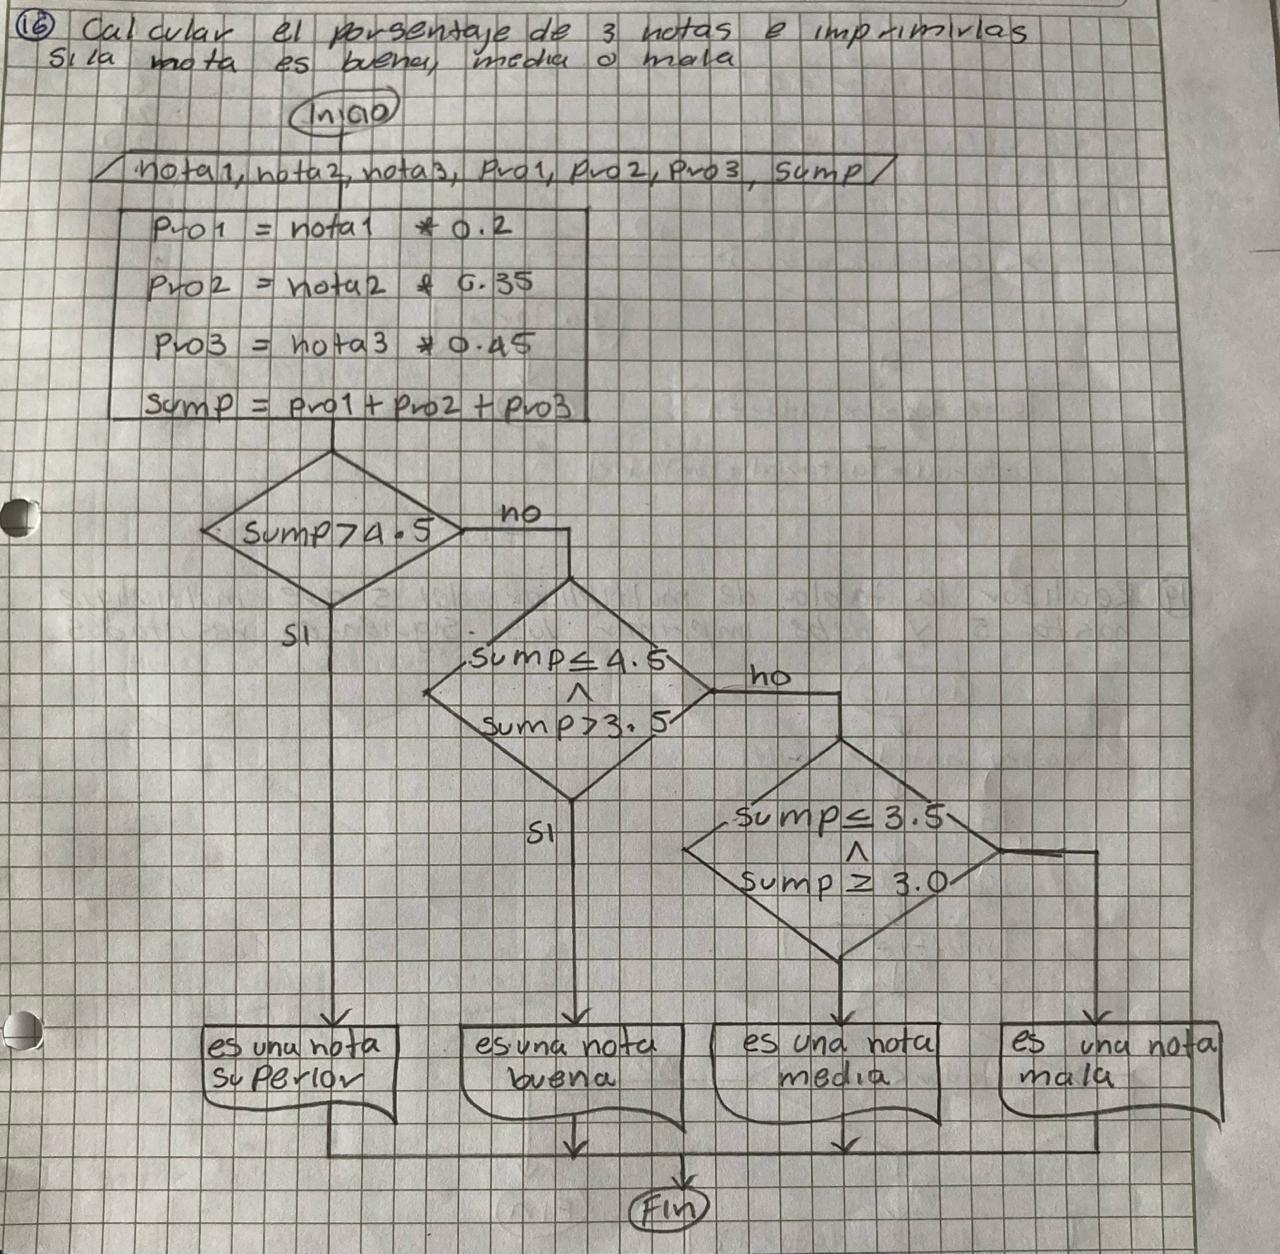 16 Calcular el porsentaje de 3 notas e imprimirlas
si la nota es buena, media o mala
Inicio
nota1, nota2, nota3, pro1, pro2, pro3, sump
pro1 = nota1 * 0.2
pro2 = nota2 * 0.35
pro3 = nota3 * 0.45
sump = pro1 + pro2 + pro3
sump > 4.5
no
SI
sump ≤ 4.5
^
sump > 3.5
no
SI
sump ≤ 3.5
^
sump ≥ 3.0
es una nota
superior
es una nota
buena
es una nota
media
es una nota
mala
Fin